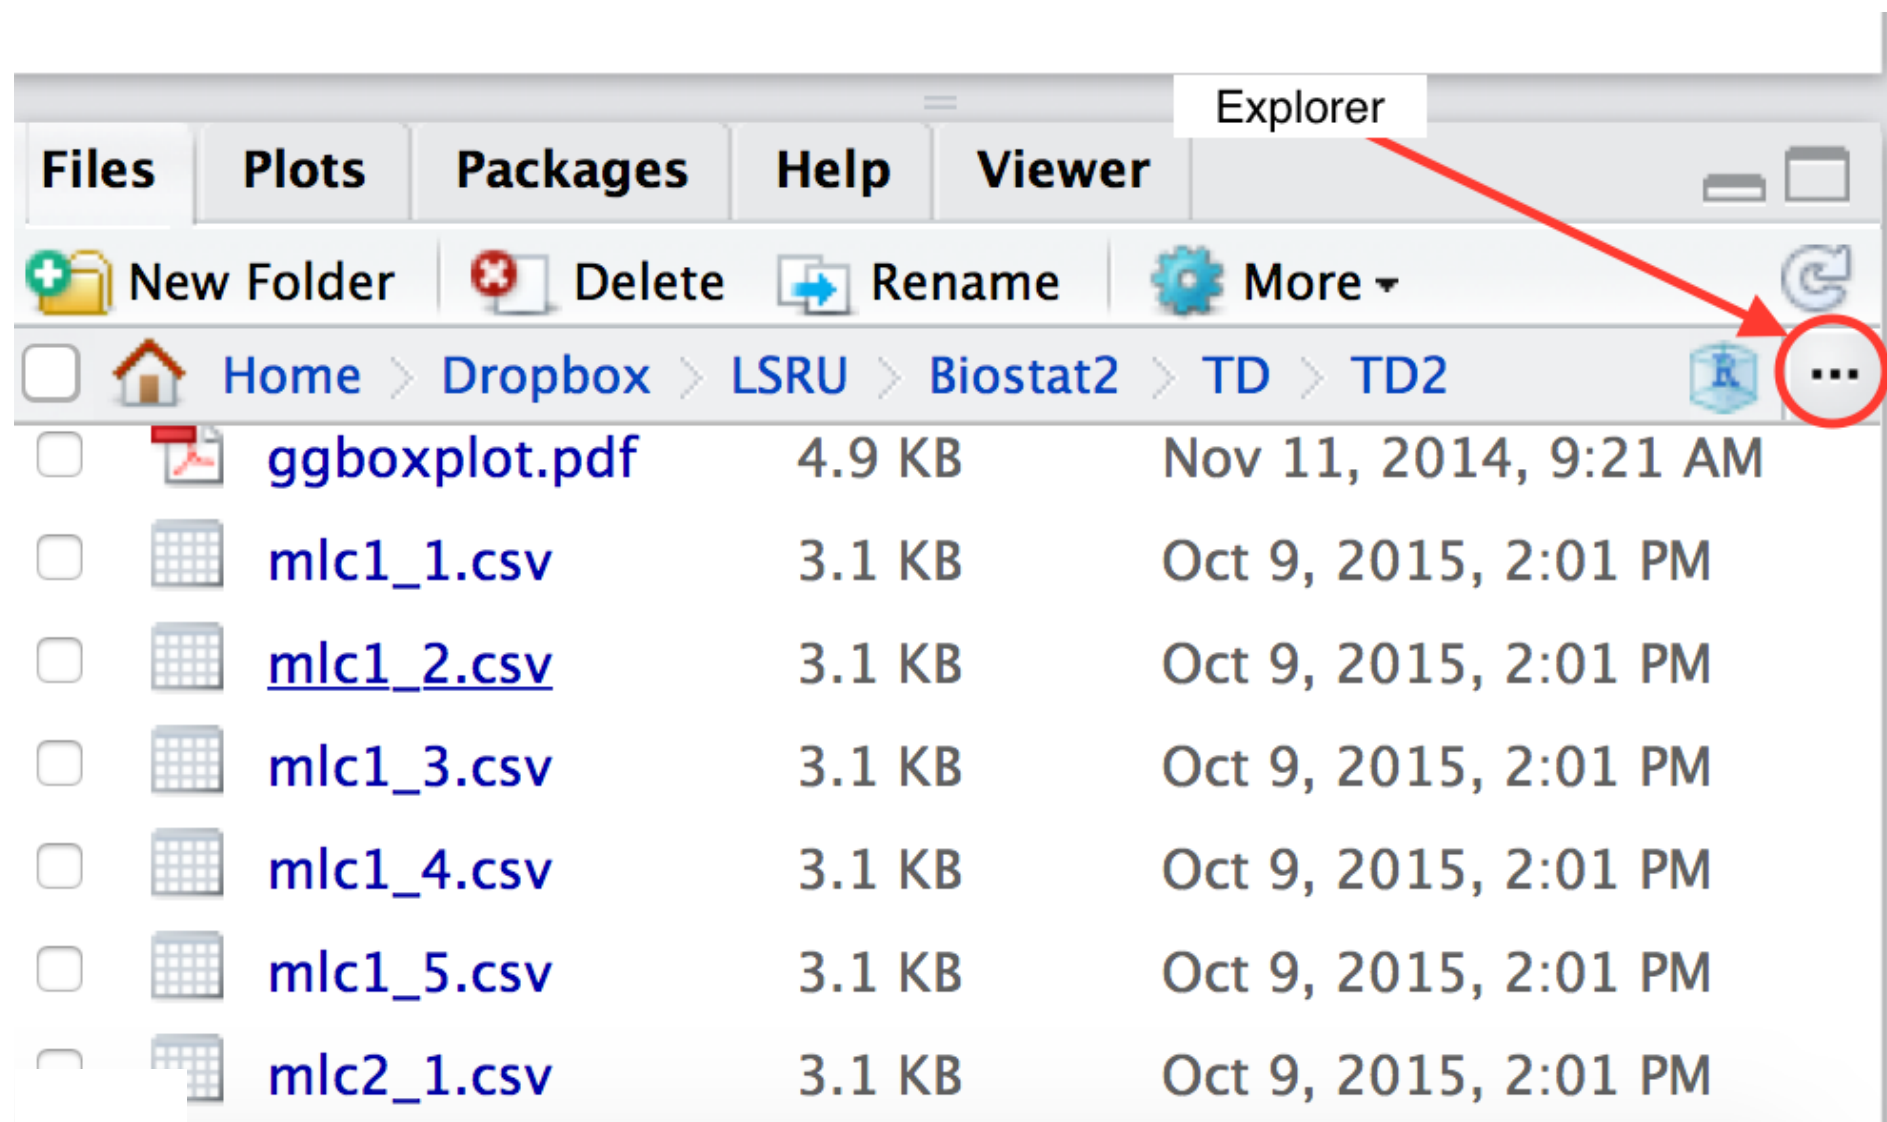 Explorer
Files Plots Packages Help Viewer
New Folder Delete Rename More
Home Dropbox LSRU Biostat2 TD TD2 R ...
ggboxplot.pdf 4.9 KB Nov 11, 2014, 9:21 AM
mlc1_1.csv 3.1 KB Oct 9, 2015, 2:01 PM
mlc1_2.csv 3.1 KB Oct 9, 2015, 2:01 PM
mlc1_3.csv 3.1 KB Oct 9, 2015, 2:01 PM
mlc1_4.csv 3.1 KB Oct 9, 2015, 2:01 PM
mlc1_5.csv 3.1 KB Oct 9, 2015, 2:01 PM
mlc2_1.csv 3.1 KB Oct 9, 2015, 2:01 PM